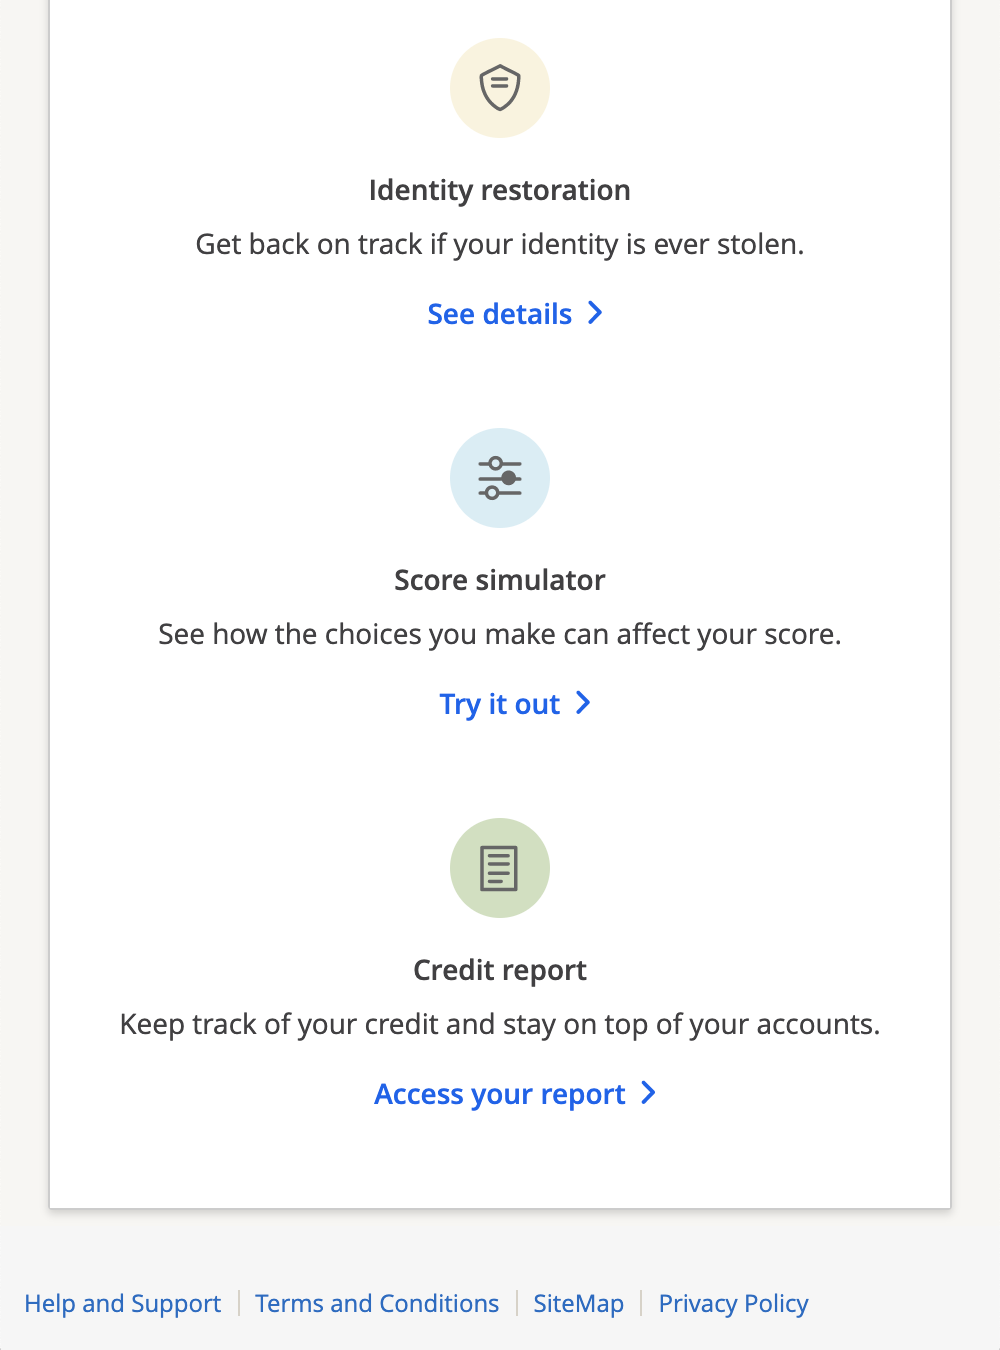 Identity restoration
Get back on track if your identity is ever stolen.
See details
Score simulator
See how the choices you make can affect your score.
Try it out
Credit report
Keep track of your credit and stay on top of your accounts.
Access your report
Help and Support
Terms and Conditions
SiteMap
Privacy Policy